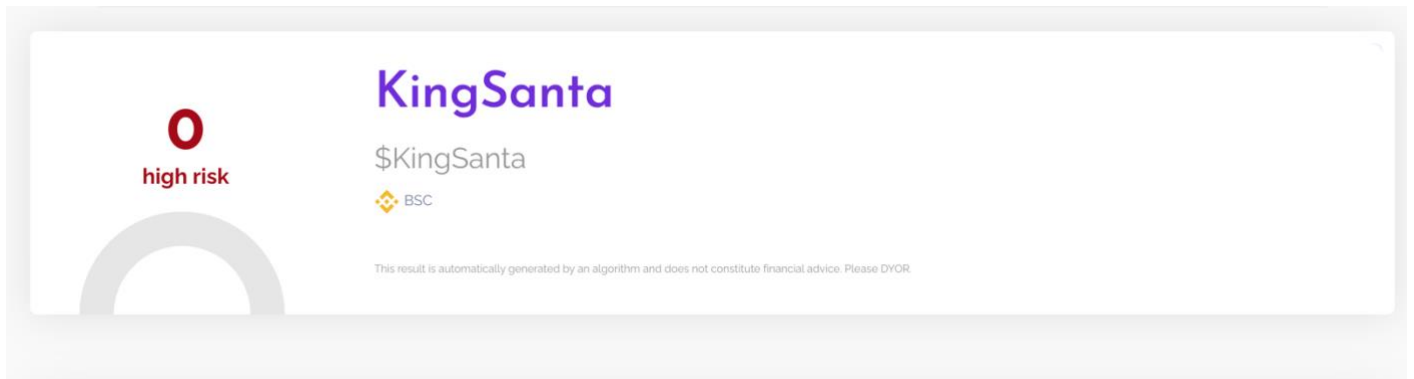 0
high risk
KingSanta
$KingSanta
BSC
This result is automatically generated by an algorithm and does not constitute financial advice. Please DYOR